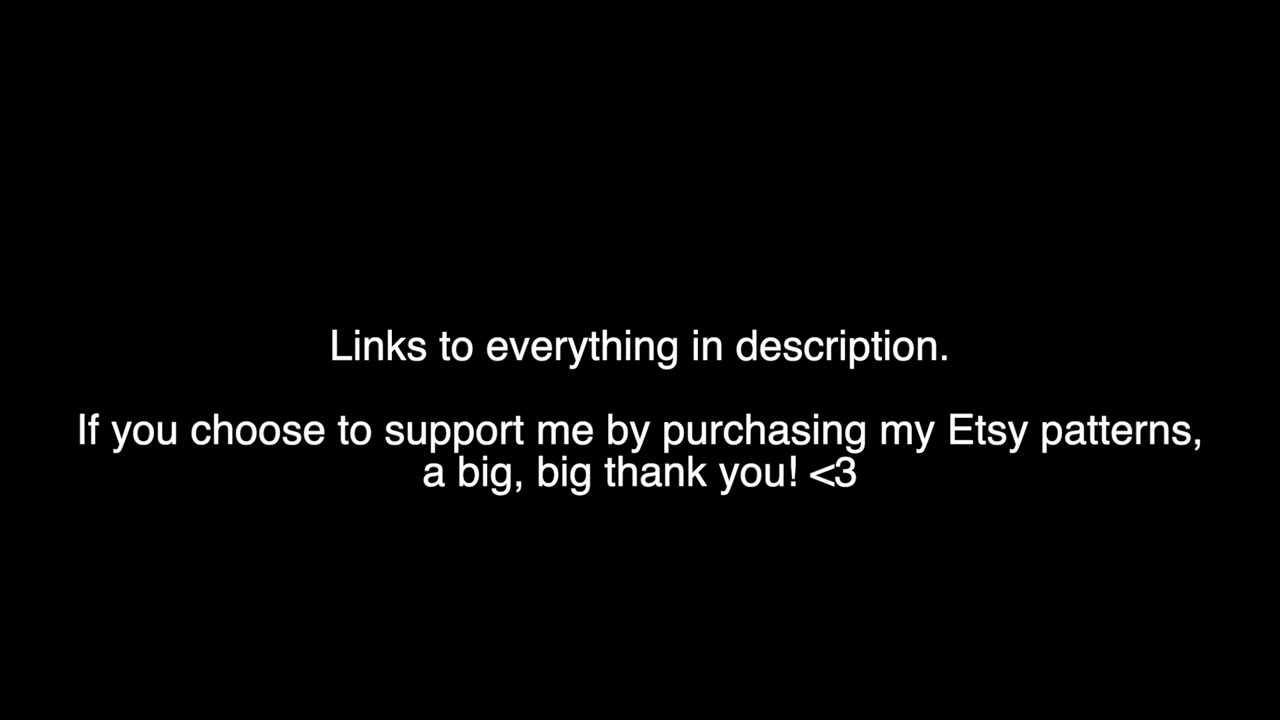 Links to everything in description.
If you choose to support me by purchasing my Etsy patterns,
a big, big thank you! <3